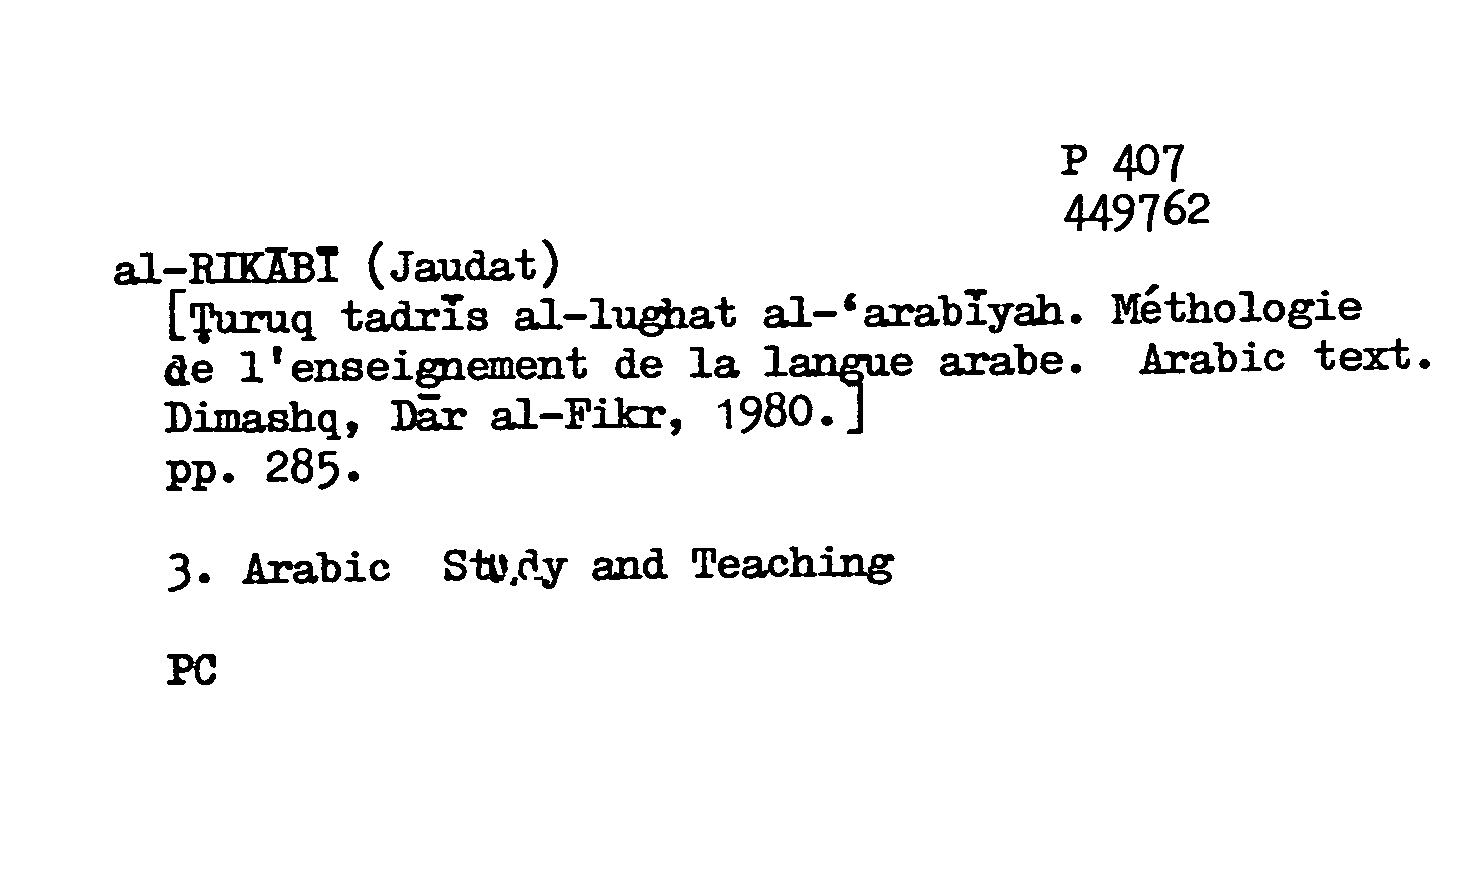 P 407
449762
al-RIKĀBĪ (Jaudat)
[Ṭuruq tadrīs al-lughat al-ʻarabīyah. Méthologie
de l'enseignement de la langue arabe. Arabic text.
Dimashq, Dār al-Fikr, 1980.]
pp. 285.
3. Arabic Study and Teaching
PC